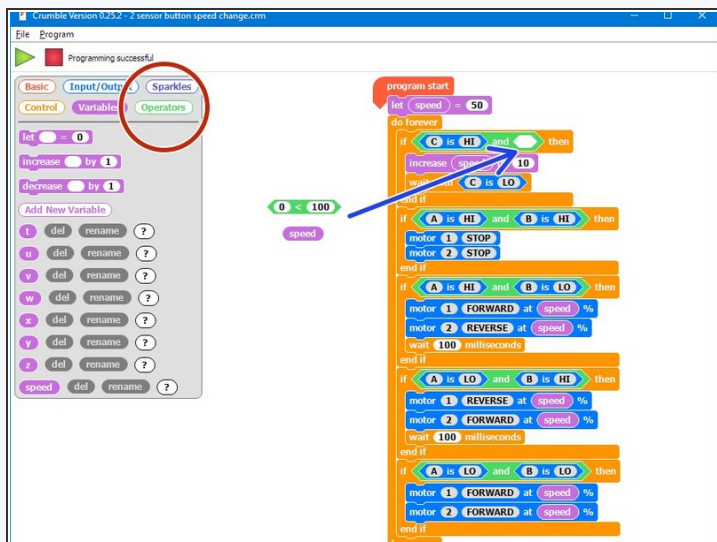 Crumble Version 0.25.2 - 2 sensor button speed change.crm
File Program
Programming successful
Basic Input/Output Sparkles
Control Variables Operators
let = 0
increase by 1
decrease by 1
Add New Variable
t del rename ?
u del rename ?
v del rename ?
w del rename ?
x del rename ?
y del rename ?
z del rename ?
speed del rename ?
0 < 100
speed
program start
let speed = 50
do forever
if C is HI and then
increase speed 10
wait C is LO
end if
if A is HI and B is HI then
motor 1 STOP
motor 2 STOP
end if
if A is HI and B is LO then
motor 1 FORWARD at speed %
motor 2 REVERSE at speed %
wait 100 milliseconds
end if
if A is LO and B is HI then
motor 1 REVERSE at speed %
motor 2 FORWARD at speed %
wait 100 milliseconds
end if
if A is LO and B is LO then
motor 1 FORWARD at speed %
motor 2 FORWARD at speed %
end if